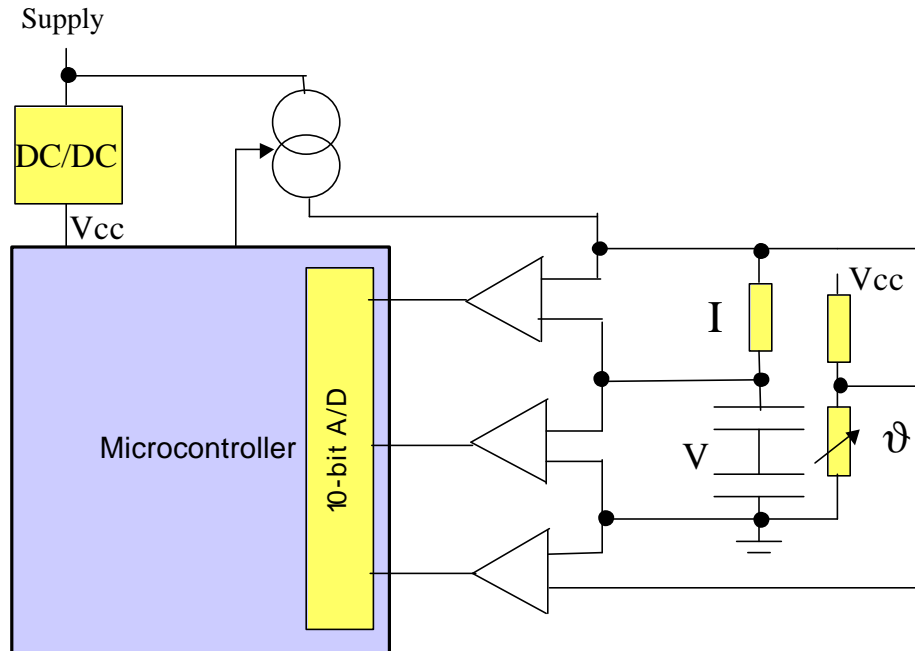 Supply
DC/DC
Vcc
Vcc
I
10-bit A/D
Microcontroller
V
ϑ